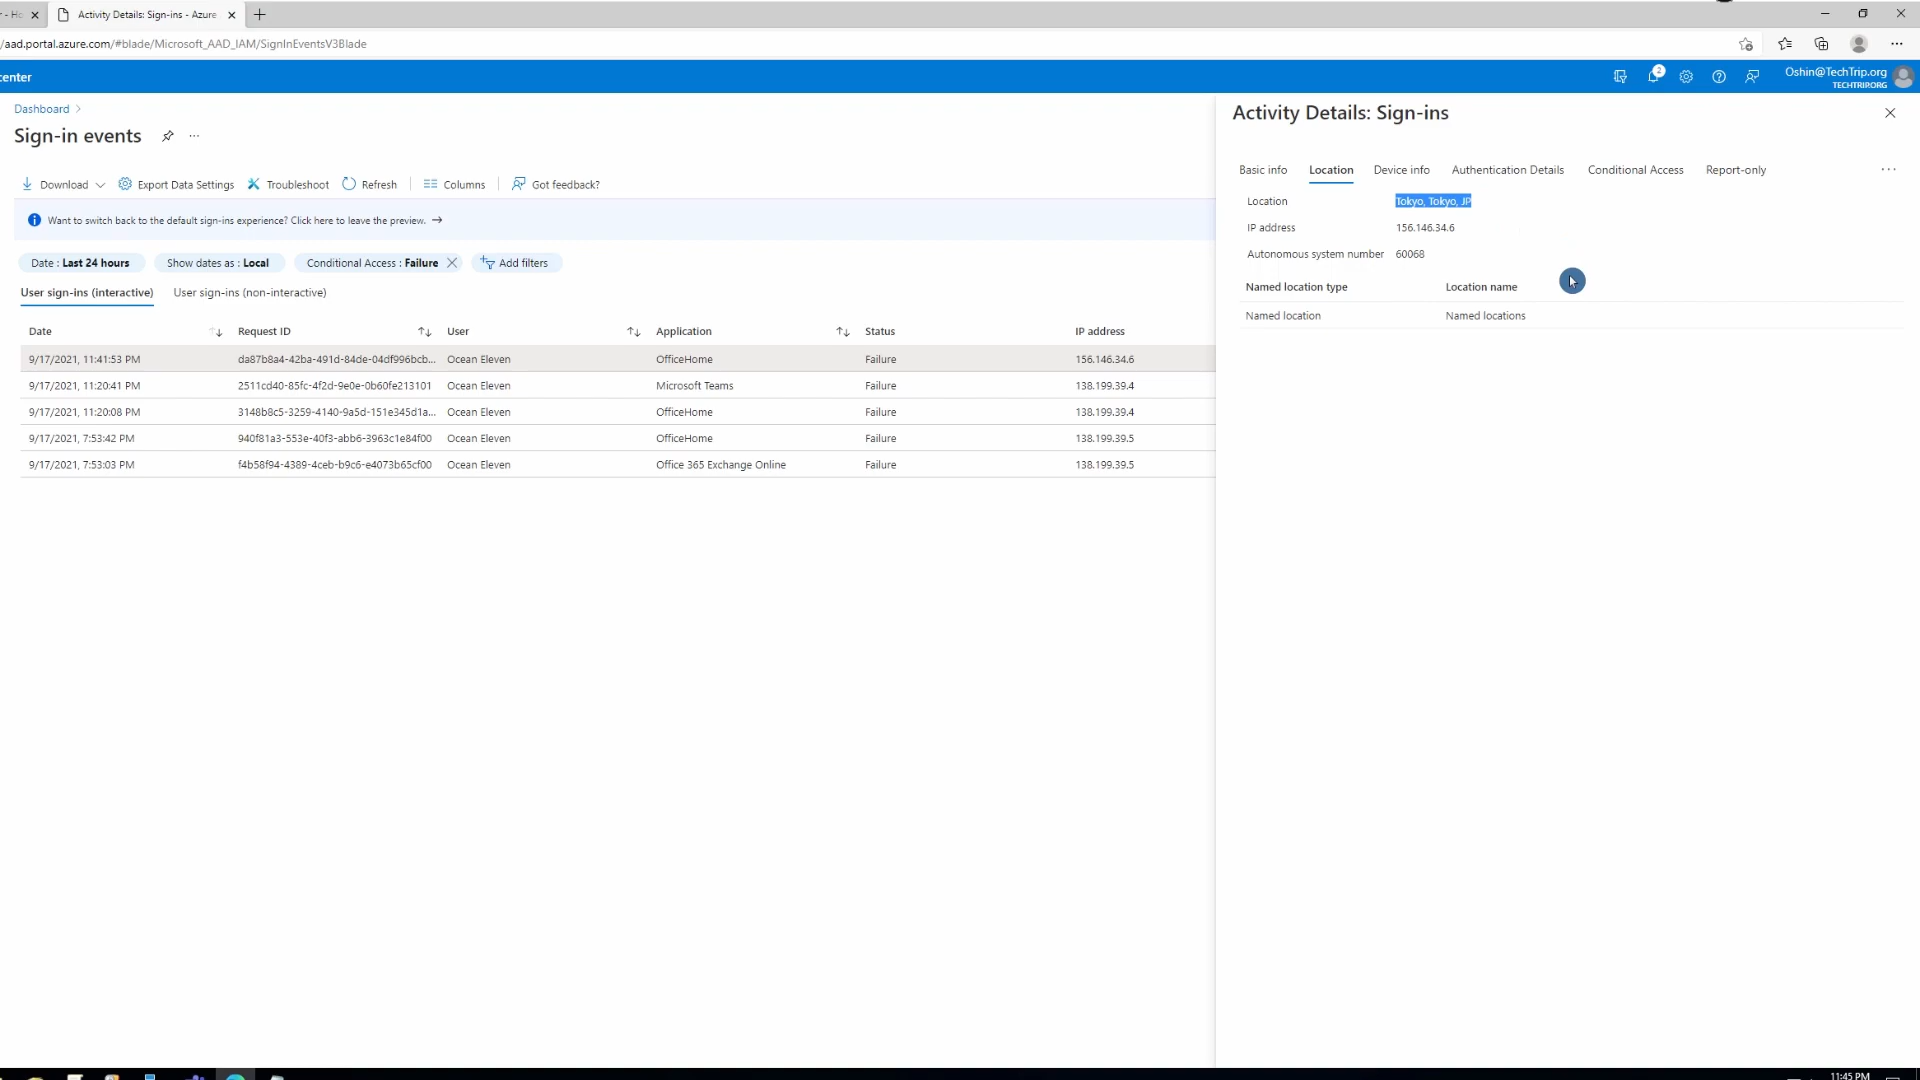 - Ho
Activity Details: Sign-ins - Azure
/aad.portal.azure.com/#blade/Microsoft_AAD_IAM/SignInEventsV3Blade
center
2
Oshin@TechTrip.org
TECHTRIP.ORG
Dashboard
Sign-in events
Download
Export Data Settings
Troubleshoot
Refresh
Columns
Got feedback?
Want to switch back to the default sign-ins experience? Click here to leave the preview. →
Date : Last 24 hours
Show dates as : Local
Conditional Access : Failure
Add filters
User sign-ins (interactive)
User sign-ins (non-interactive)
Date Request ID User Application Status IP address
9/17/2021, 11:41:53 PM da87b8a4-42ba-491d-84de-04df996bcb... Ocean Eleven OfficeHome Failure 156.146.34.6
9/17/2021, 11:20:41 PM 2511cd40-85fc-4f2d-9e0e-0b60fe213101 Ocean Eleven Microsoft Teams Failure 138.199.39.4
9/17/2021, 11:20:08 PM 3148b8c5-3259-4140-9a5d-151e345d1a... Ocean Eleven OfficeHome Failure 138.199.39.4
9/17/2021, 7:53:42 PM 940f81a3-553e-40f3-abb6-3963c1e84f00 Ocean Eleven OfficeHome Failure 138.199.39.5
9/17/2021, 7:53:03 PM f4b58f94-4389-4ceb-b9c6-e4073b65cf00 Ocean Eleven Office 365 Exchange Online Failure 138.199.39.5
Activity Details: Sign-ins
Basic info
Location
Device info
Authentication Details
Conditional Access
Report-only
Location Tokyo, Tokyo, JP
IP address 156.146.34.6
Autonomous system number 60068
Named location type Location name
Named location Named locations
11:45 PM